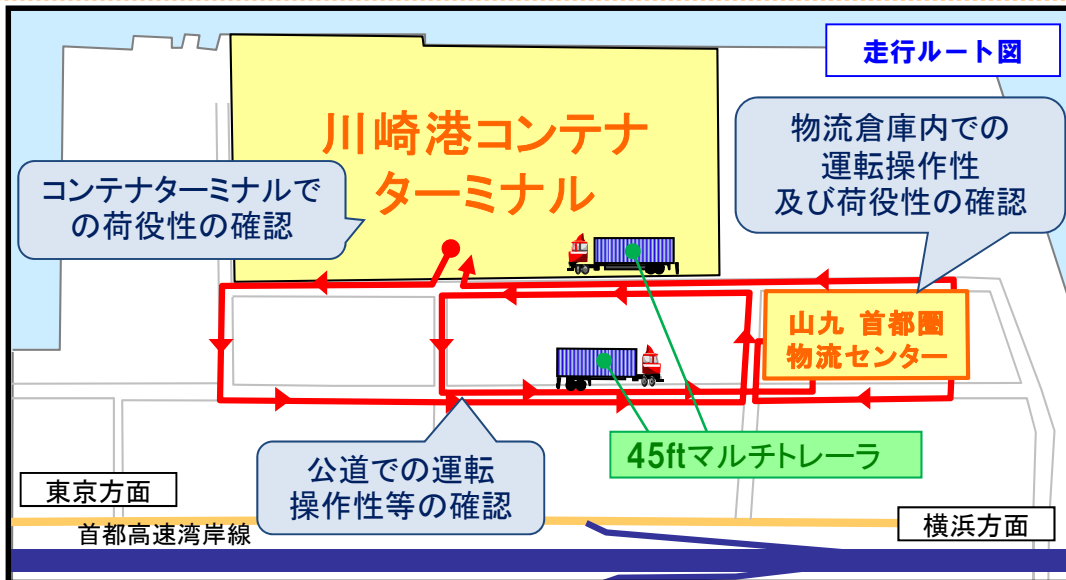 走行ルート図
川崎港コンテナ
ターミナル
物流倉庫内での
運転操作性
及び荷役性の確認
コンテナターミナルで
の荷役性の確認
山九 首都圏
物流センター
45ftマルチトレーラ
公道での運転
操作性等の確認
東京方面
横浜方面
首都高速湾岸線